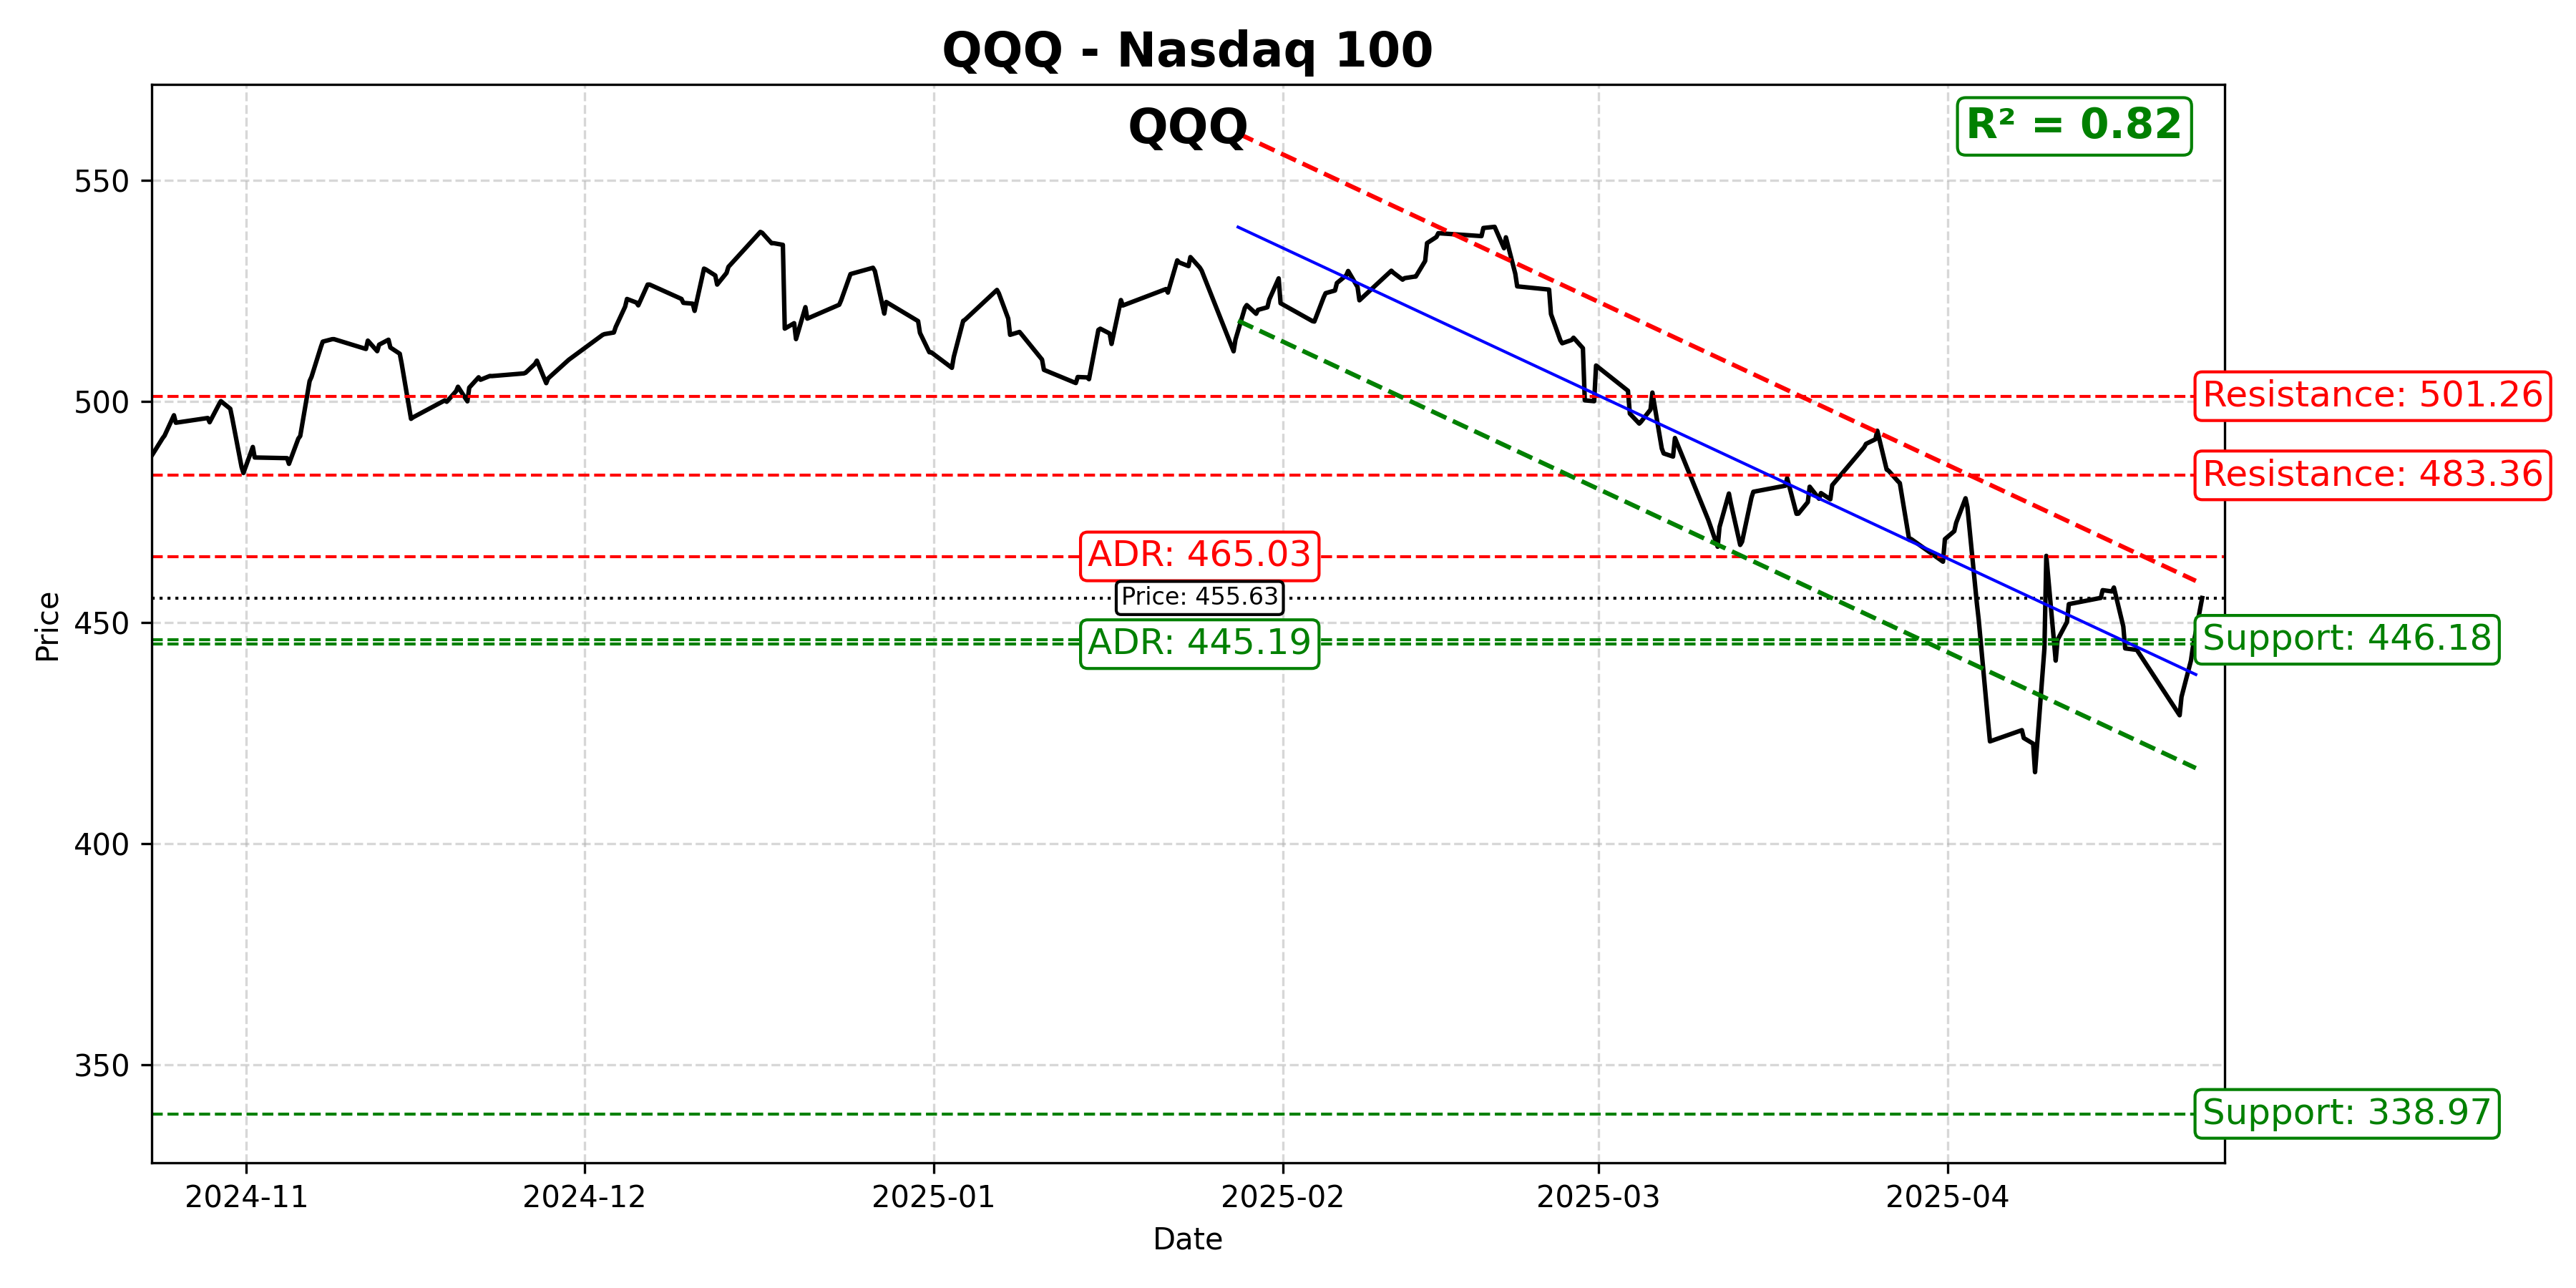 QQQ - Nasdaq 100
QQQ
R² = 0.82
Price
550
500
450
400
350
Resistance: 501.26
Resistance: 483.36
ADR: 465.03
Price: 455.63
ADR: 445.19
Support: 446.18
Support: 338.97
2024-11
2024-12
2025-01
2025-02
2025-03
2025-04
Date